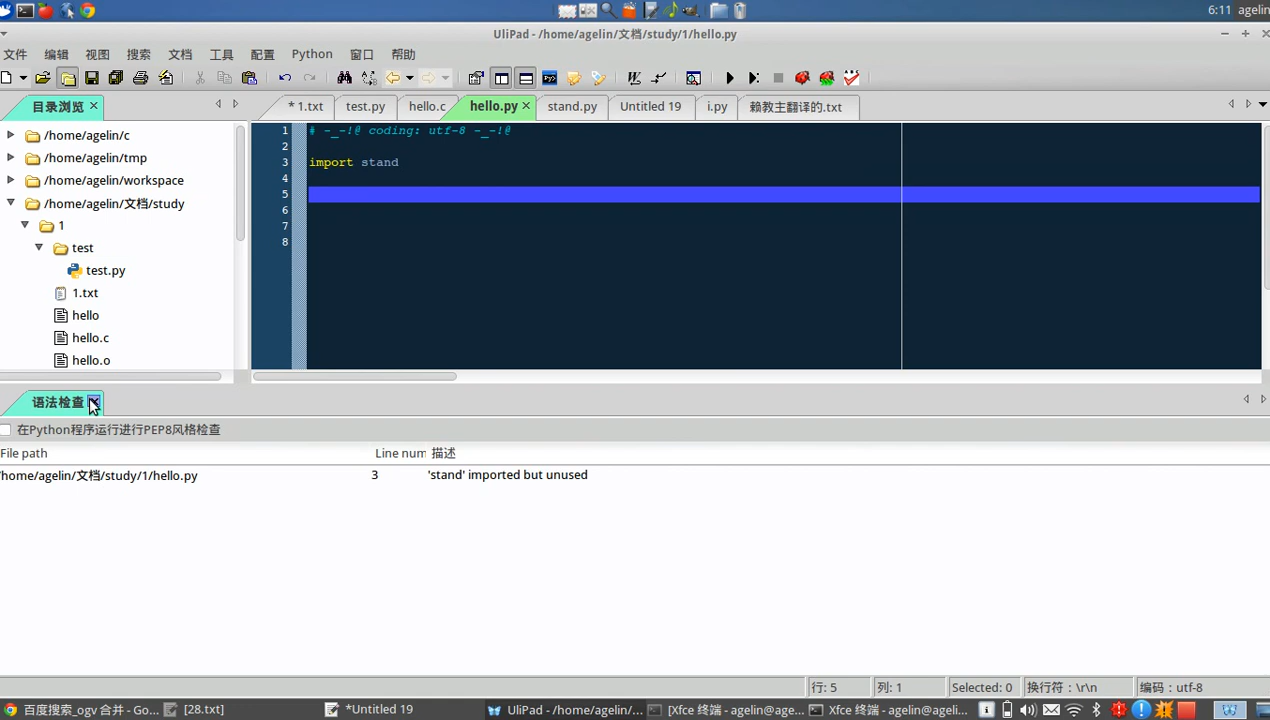 6:11 agelin
UliPad - /home/agelin/文档/study/1/hello.py
文件 编辑 视图 搜索 文档 工具 配置 Python 窗口 帮助
目录浏览
* 1.txt test.py hello.c hello.py stand.py Untitled 19 i.py 赖教主翻译的.txt
/home/agelin/c
/home/agelin/tmp
/home/agelin/workspace
/home/agelin/文档/study
1
test
test.py
1.txt
hello
hello.c
hello.o
1 # -_-!@ coding: utf-8 -_-!@
2
3 import stand
4
5
6
7
8
语法检查
在Python程序运行进行PEP8风格检查
File path Line num 描述
/home/agelin/文档/study/1/hello.py 3 'stand' imported but unused
行: 5 列: 1 Selected: 0 换行符：\r\n 编码：utf-8
百度搜索_ogv 合并 - Go... [28.txt] *Untitled 19 UliPad - /home/agelin/... [Xfce 终端 - agelin@age... Xfce 终端 - agelin@ageli...